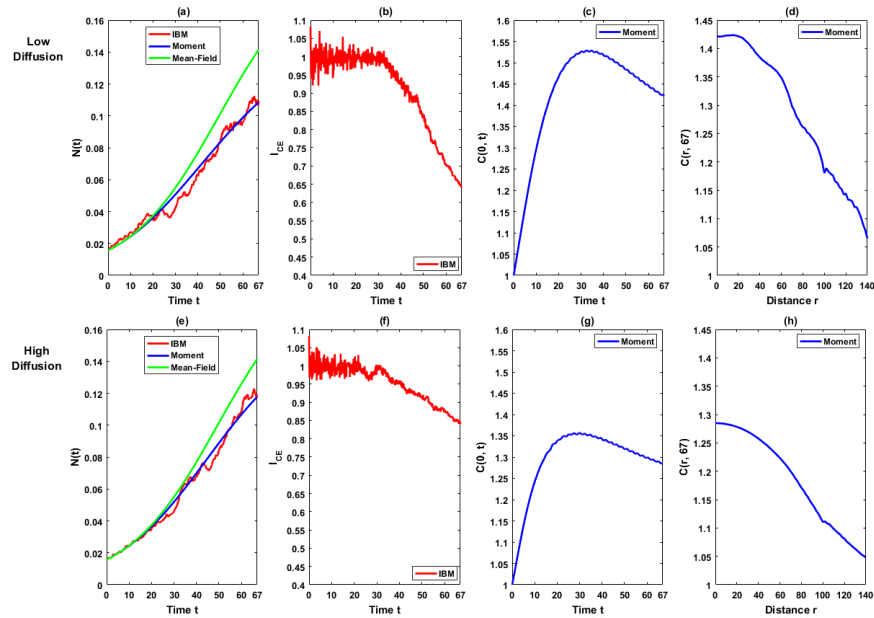 (a) (b) (c) (d)
Low
Diffusion
0.16
0.14
0.12
0.1
0.08
0.06
0.04
0.02
0
N(t)
IBM
Moment
Mean-Field
0 10 20 30 40 50 60 67
Time t
1.1
1.05
1
0.95
0.9
0.85
0.8
0.75
0.7
0.65
0.6
0.55
0.5
0.45
0.4
I_CE
IBM
0 10 20 30 40 50 60 67
Time t
1.6
1.55
1.5
1.45
1.4
1.35
1.3
1.25
1.2
1.15
1.1
1.05
1
C(0, t)
Moment
0 10 20 30 40 50 60 67
Time t
1.45
1.4
1.35
1.3
1.25
1.2
1.15
1.1
1.05
1
C(r, 67)
Moment
0 20 40 60 80 100 120 140
Distance r
(e) (f) (g) (h)
High
Diffusion
0.16
0.14
0.12
0.1
0.08
0.06
0.04
0.02
0
N(t)
IBM
Moment
Mean-Field
0 10 20 30 40 50 60 67
Time t
1.1
1.05
1
0.95
0.9
0.85
0.8
0.75
0.7
0.65
0.6
0.55
0.5
0.45
0.4
I_CE
IBM
0 10 20 30 40 50 60 67
Time t
1.6
1.55
1.5
1.45
1.4
1.35
1.3
1.25
1.2
1.15
1.1
1.05
1
C(0, t)
Moment
0 10 20 30 40 50 60 67
Time t
1.45
1.4
1.35
1.3
1.25
1.2
1.15
1.1
1.05
1
C(r, 67)
Moment
0 20 40 60 80 100 120 140
Distance r